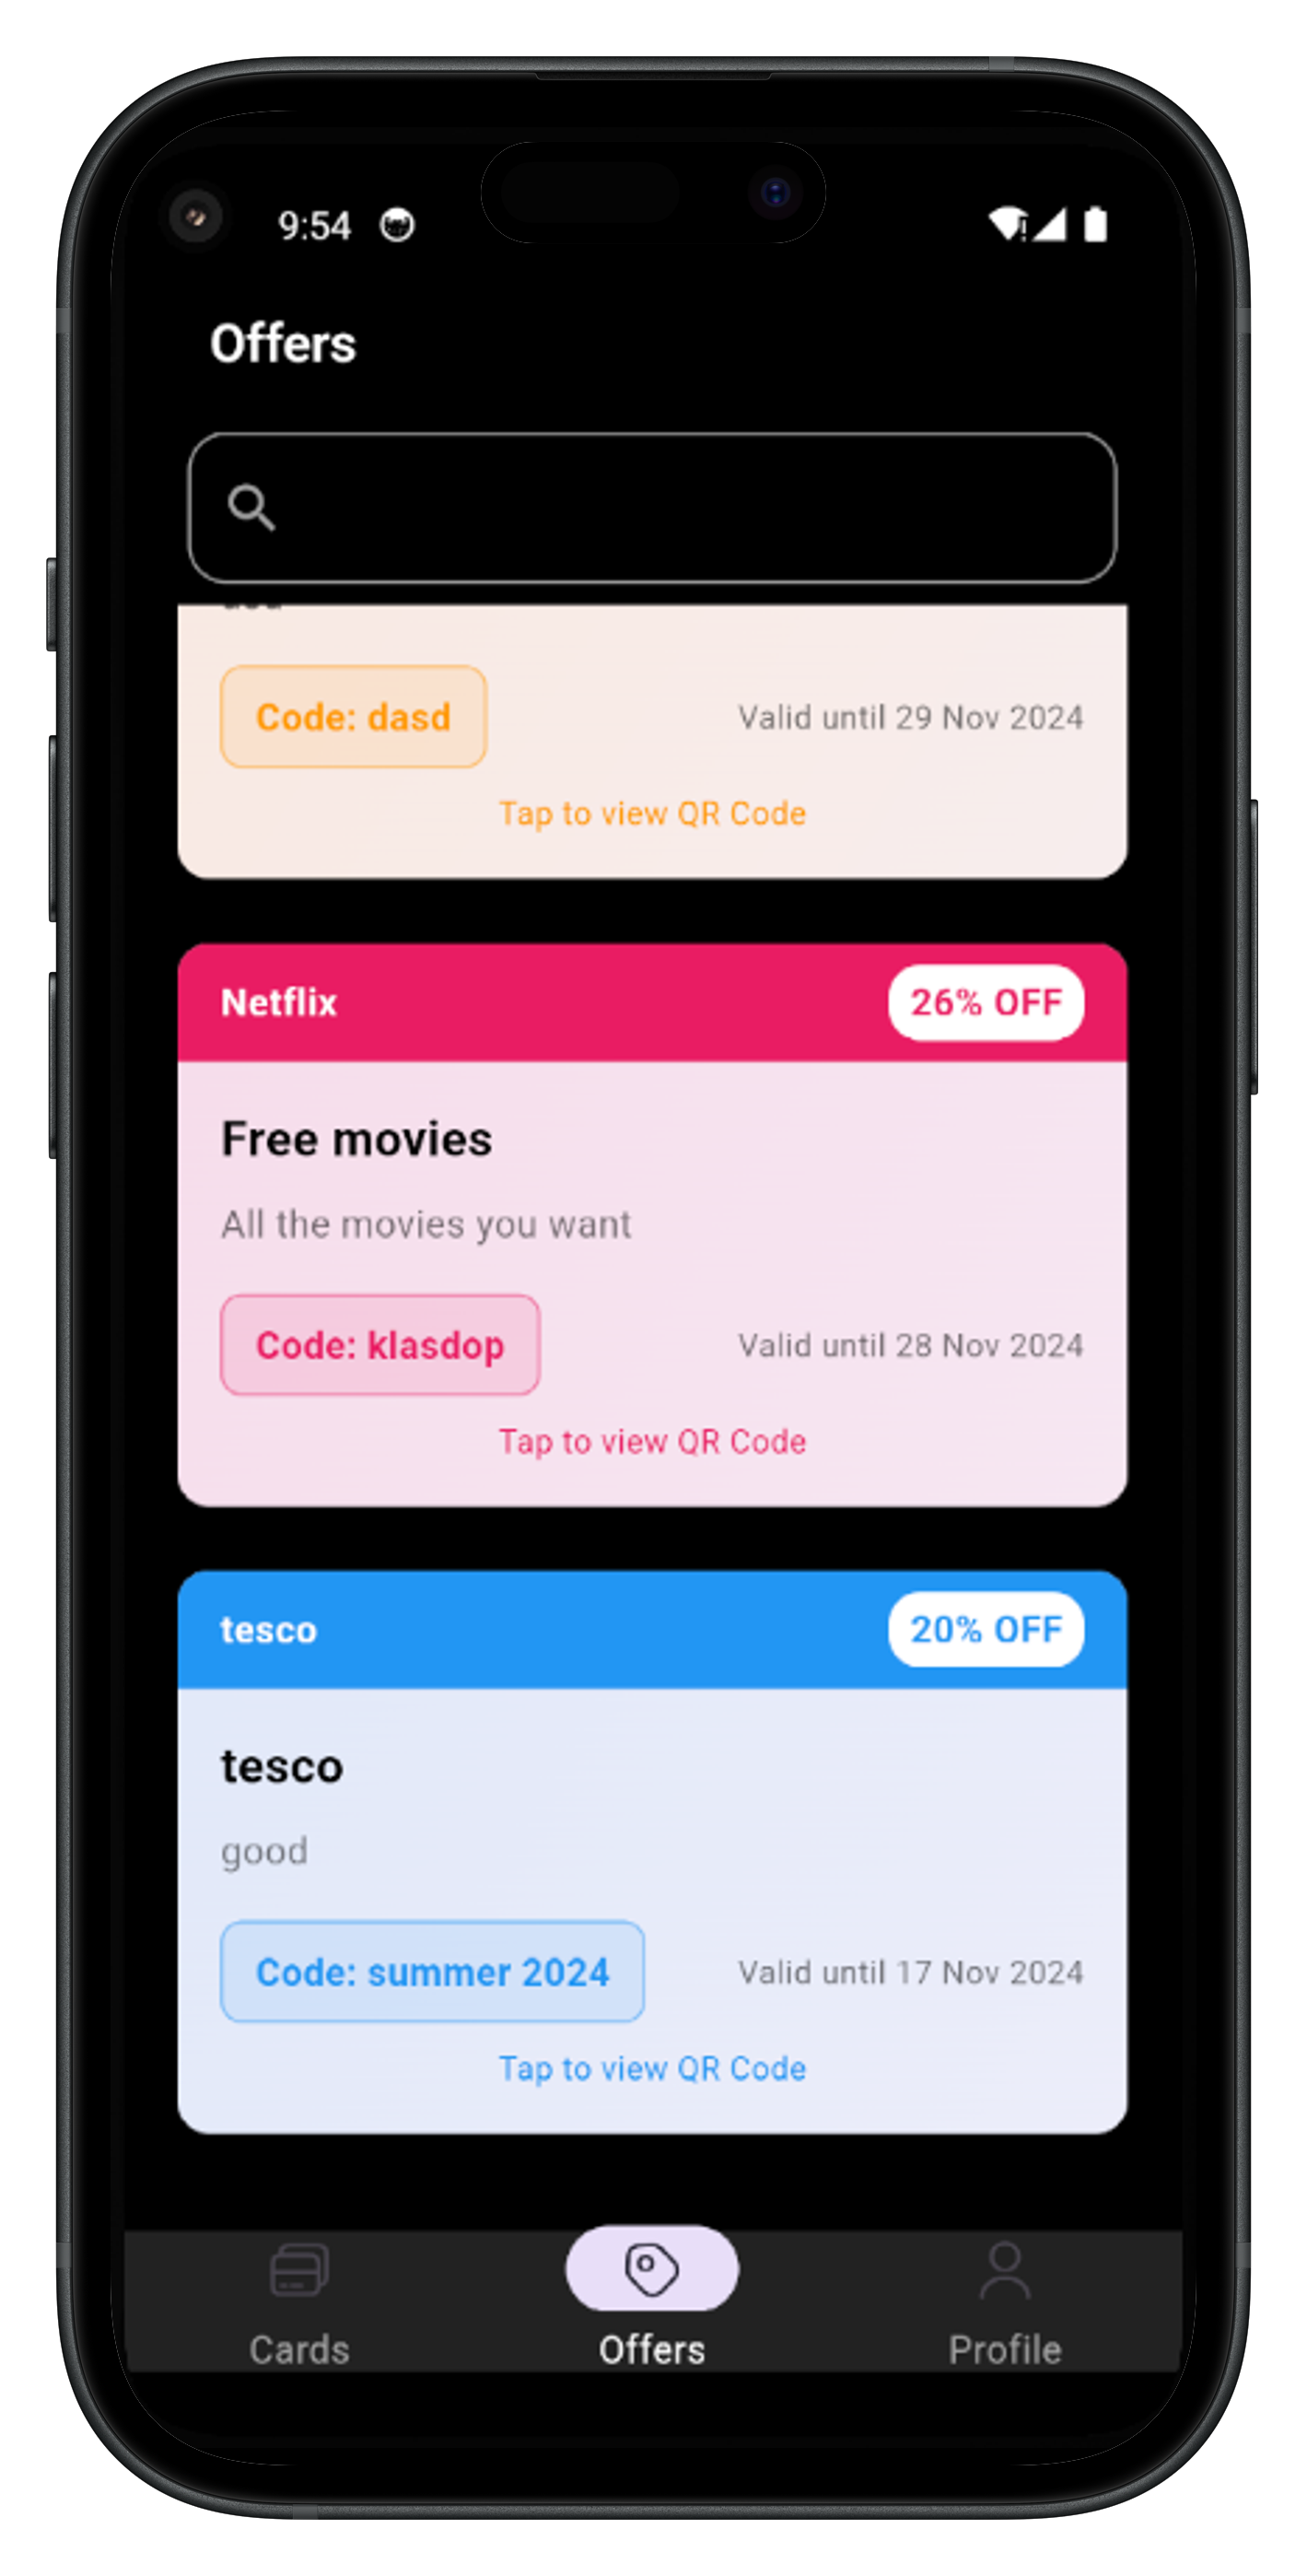 9:54
Offers
Code: dasd
Valid until 29 Nov 2024
Tap to view QR Code
Netflix
26% OFF
Free movies
All the movies you want
Code: klasdop
Valid until 28 Nov 2024
Tap to view QR Code
tesco
20% OFF
tesco
good
Code: summer 2024
Valid until 17 Nov 2024
Tap to view QR Code
Cards
Offers
Profile